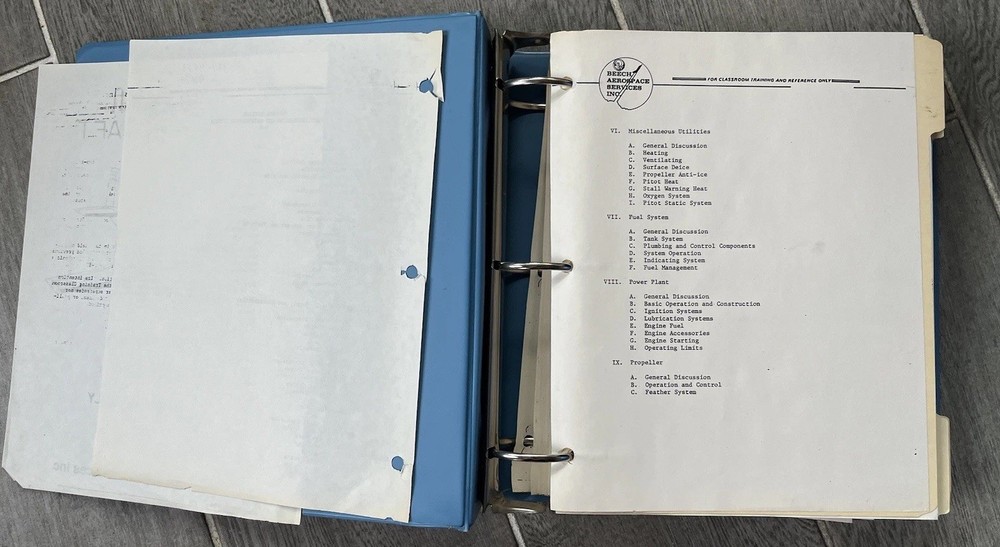 BEECH
AEROSPACE
SERVICES
INC.
FOR CLASSROOM TRAINING AND REFERENCE ONLY
VI. Miscellaneous Utilities
A. General Discussion
B. Heating
C. Ventilating
D. Surface Deice
E. Propeller Anti-ice
F. Pitot Heat
G. Stall Warning Heat
H. Oxygen System
I. Pitot Static System
VII. Fuel System
A. General Discussion
B. Tank System
C. Plumbing and Control Components
D. System Operation
E. Indicating System
F. Fuel Management
VIII. Power Plant
A. General Discussion
B. Basic Operation and Construction
C. Ignition Systems
D. Lubrication Systems
E. Engine Fuel
F. Engine Accessories
G. Engine Starting
H. Operating Limits
IX. Propeller
A. General Discussion
B. Operation and Control
C. Feather System